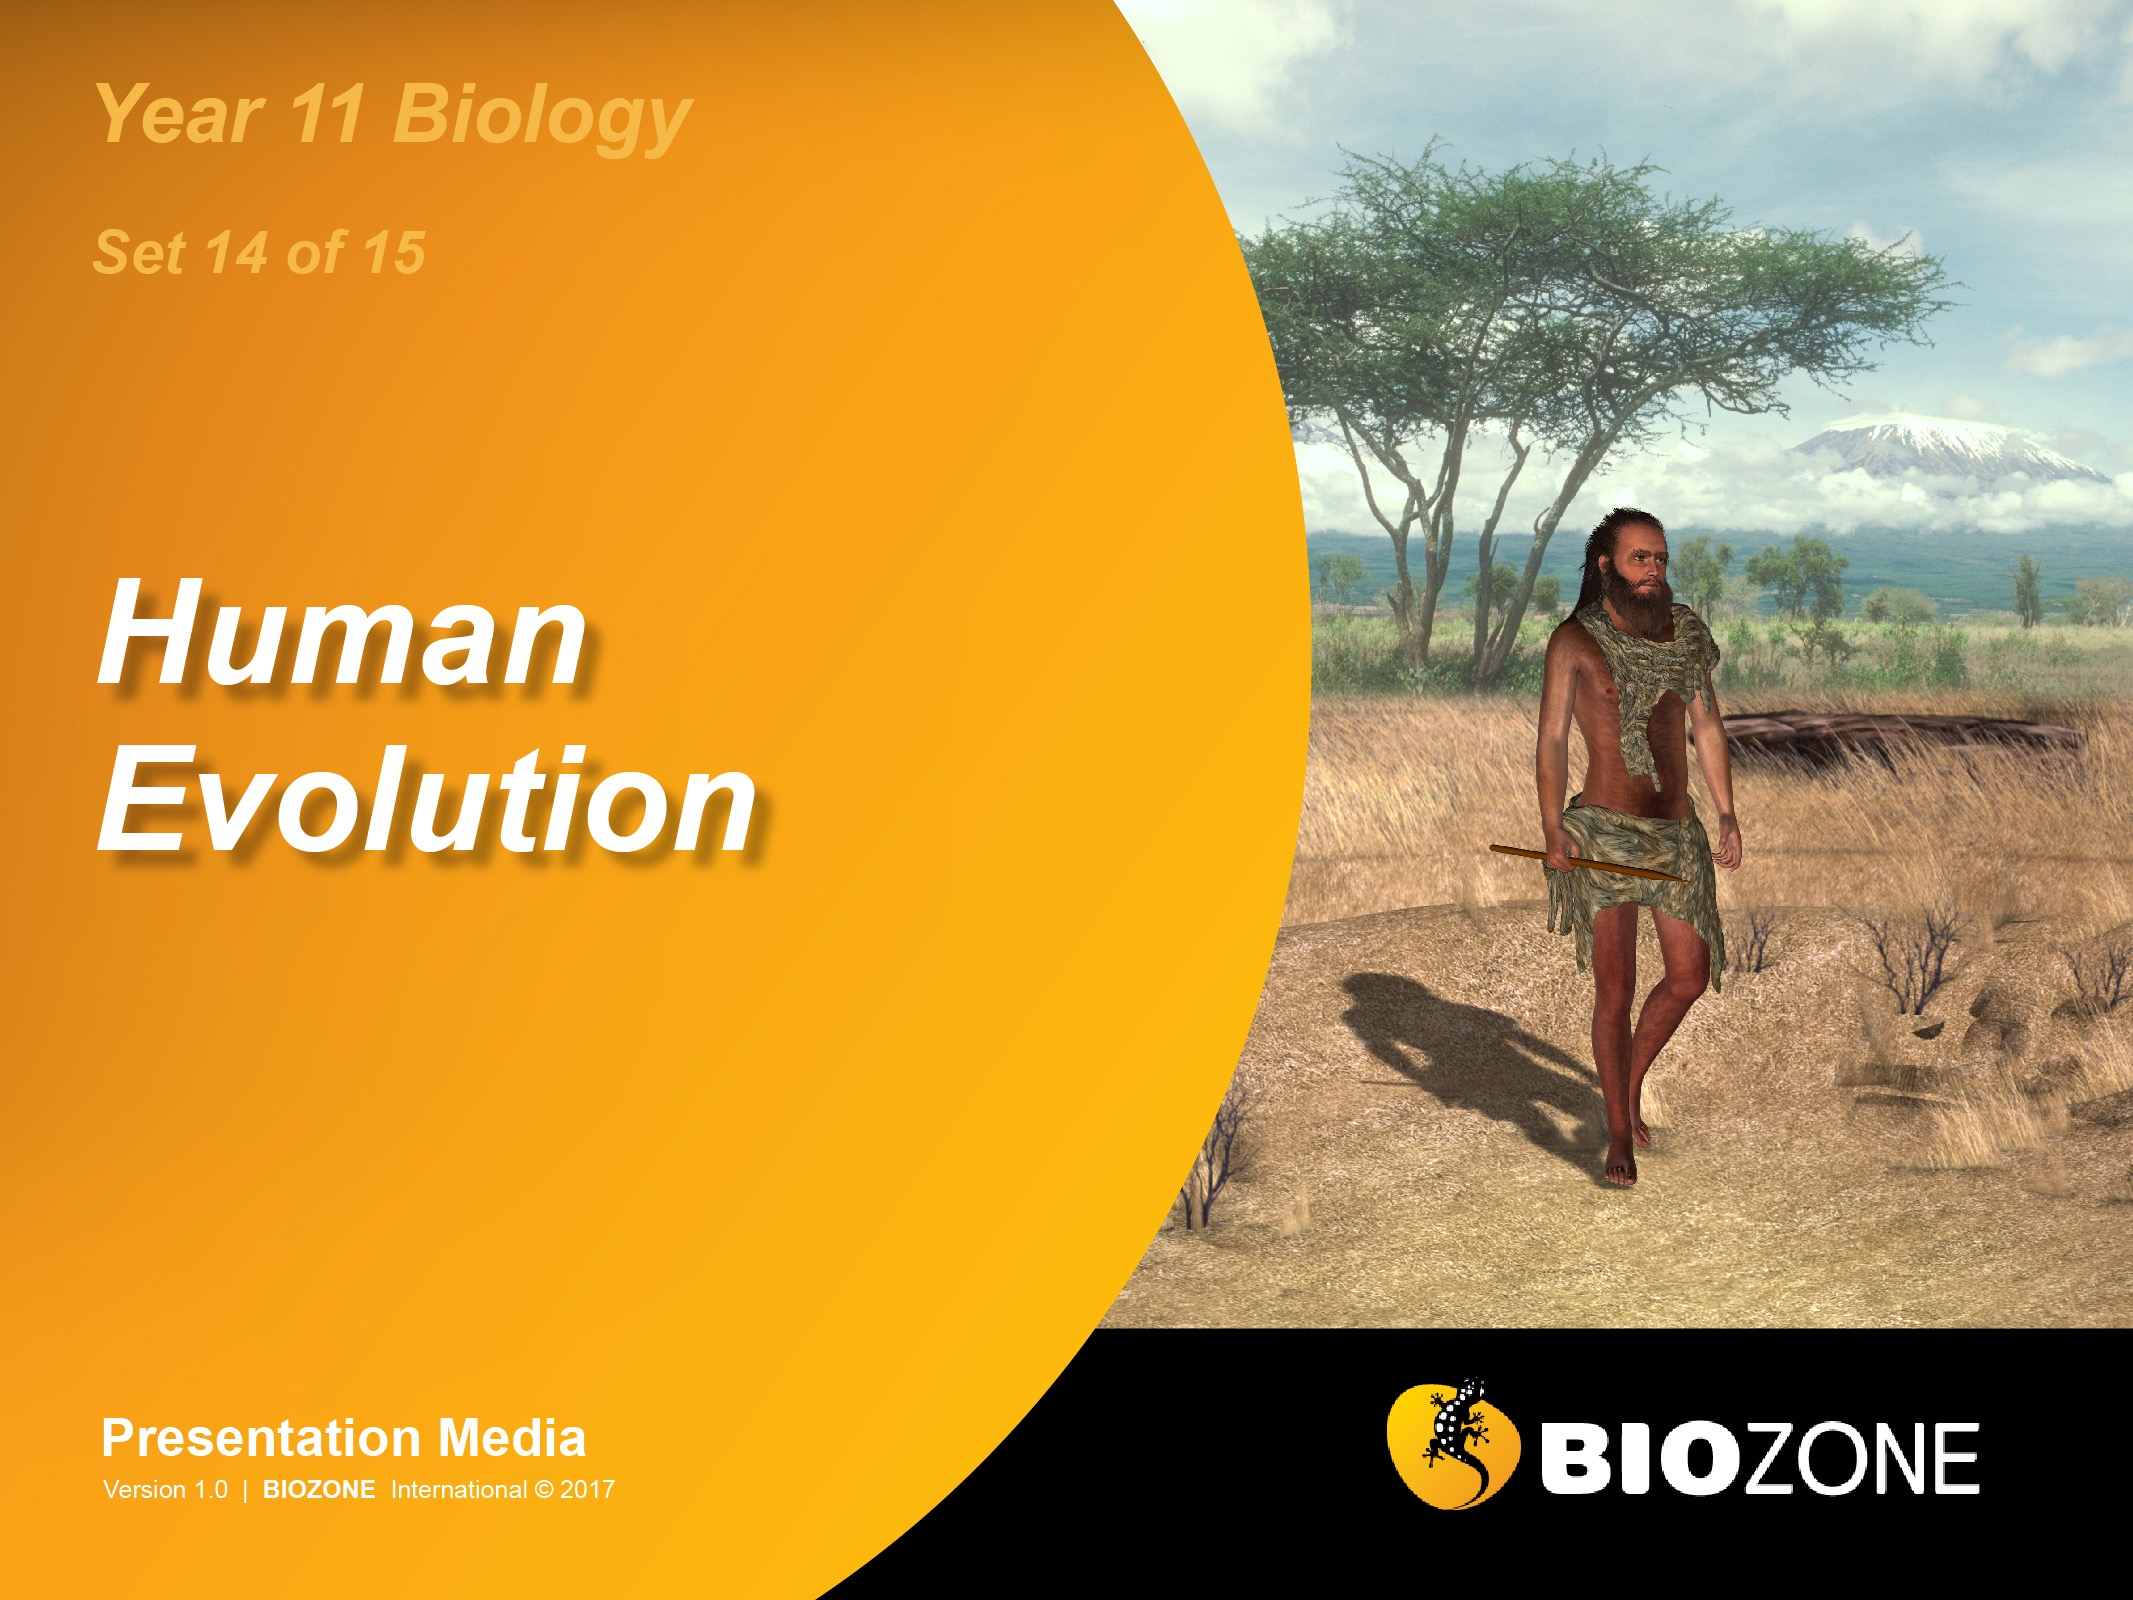 Year 11 Biology
Set 14 of 15
Human
Evolution
Presentation Media
Version 1.0 | BIOZONE International © 2017
BIOZONE